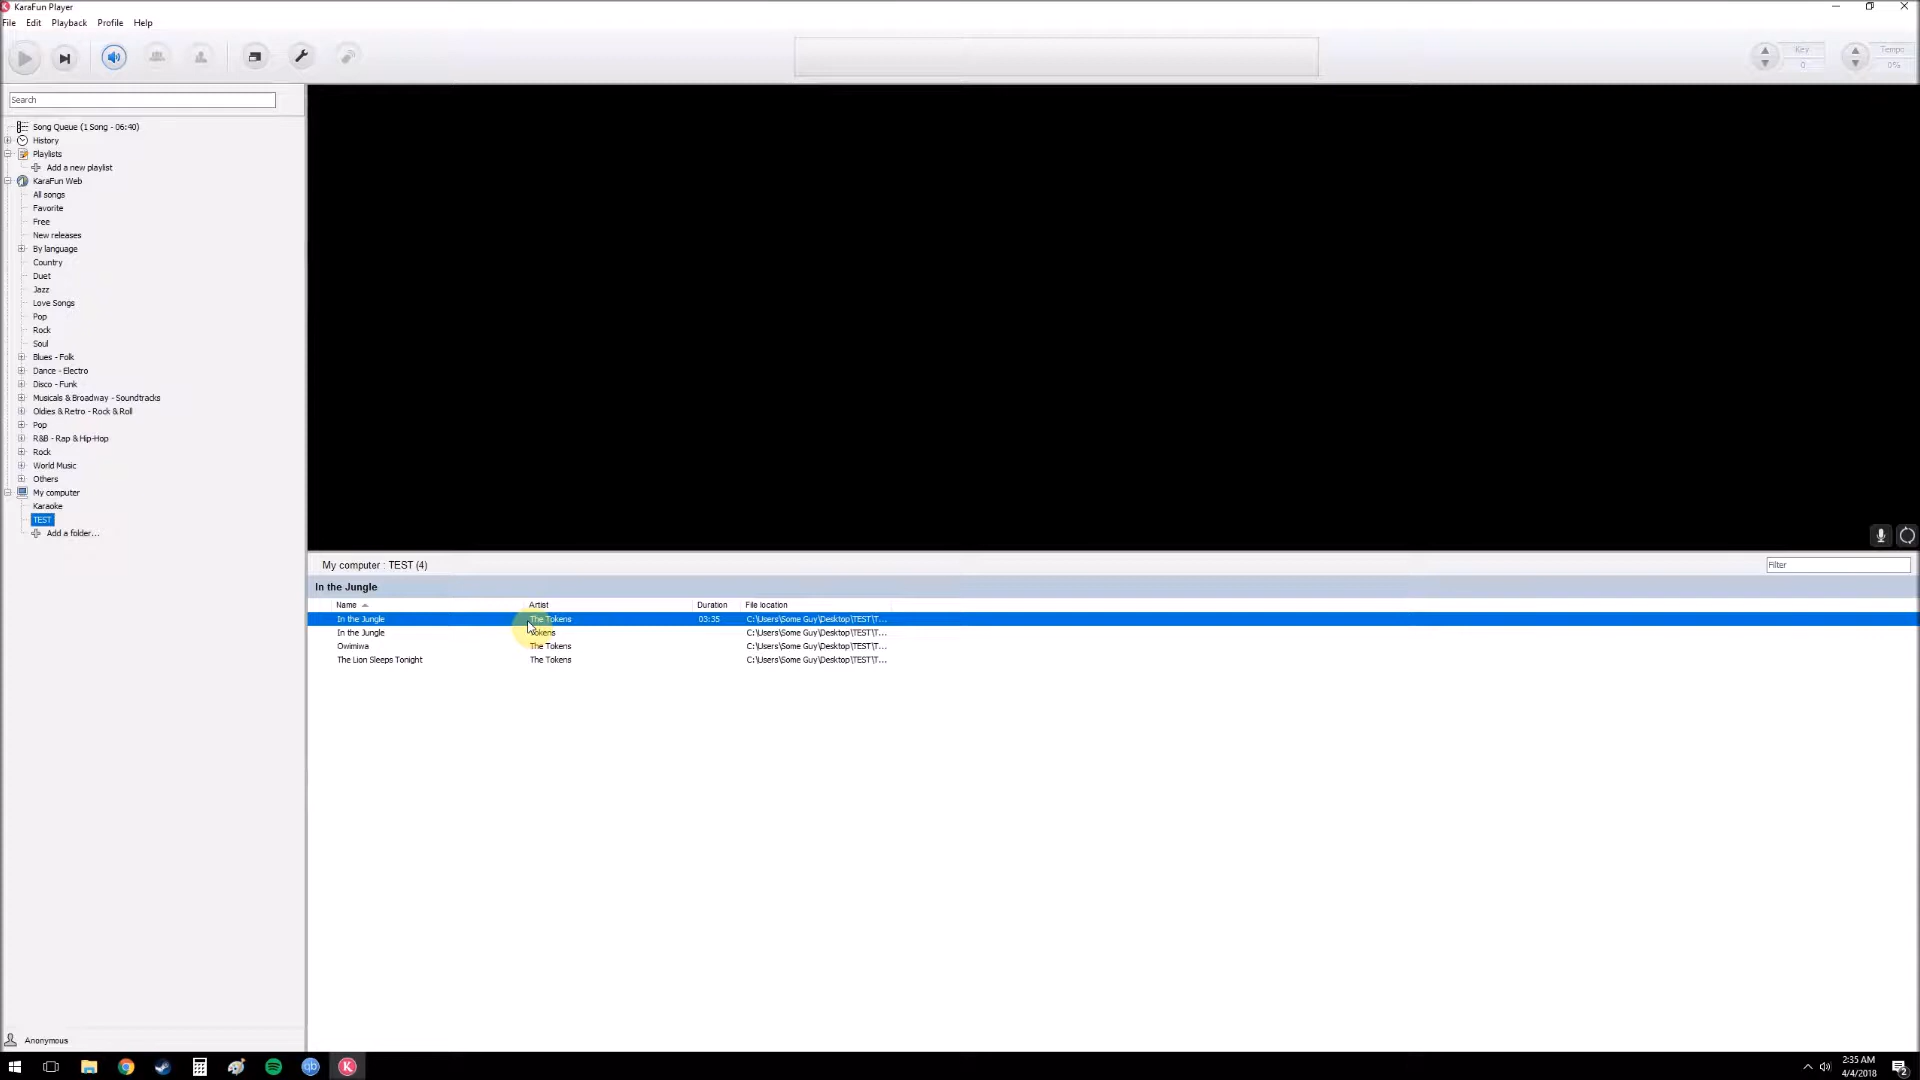 KaraFun Player
File Edit Playback Profile Help
Key
0
Tempo
0%
Search
Song Queue (1 Song - 06:40)
History
Playlists
Add a new playlist
KaraFun Web
All songs
Favorite
Free
New releases
By language
Country
Duet
Jazz
Love Songs
Pop
Rock
Soul
Blues - Folk
Dance - Electro
Disco - Funk
Musicals & Broadway - Soundtracks
Oldies & Retro - Rock & Roll
Pop
R&B - Rap & Hip-Hop
Rock
World Music
Others
My computer
Karaoke
TEST
Add a folder...
My computer : TEST (4)
Filter
In the Jungle
Name Artist Duration File location
In the Jungle The Tokens 03:35 C:\Users\Some Guy\Desktop\TEST\T...
In the Jungle Tokens C:\Users\Some Guy\Desktop\TEST\T...
Owimiwa The Tokens C:\Users\Some Guy\Desktop\TEST\T...
The Lion Sleeps Tonight The Tokens C:\Users\Some Guy\Desktop\TEST\T...
Anonymous
qb
K
2:35 AM
4/4/2018
2